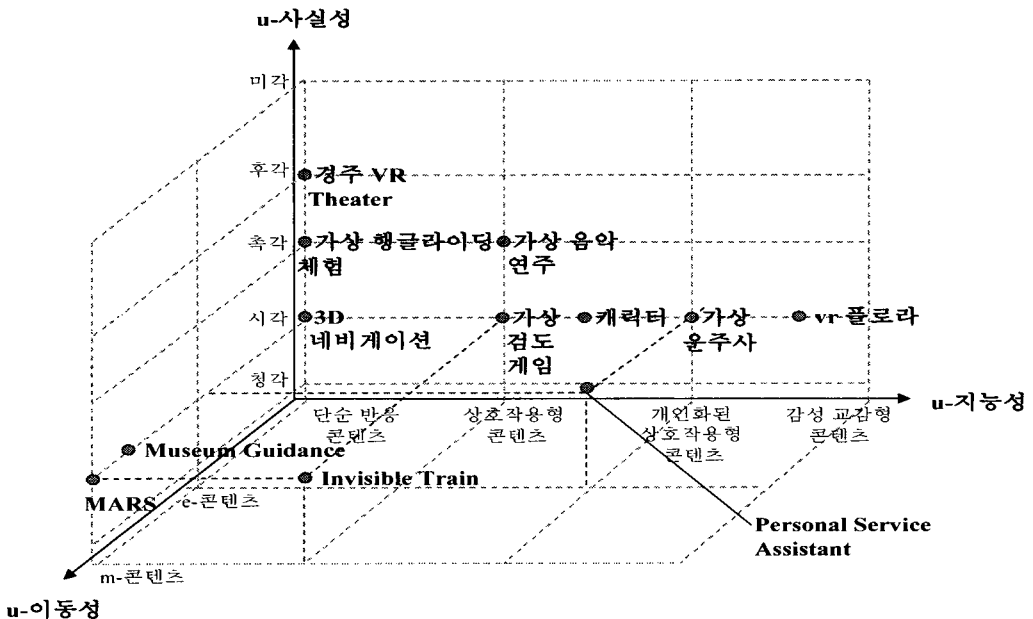 u-사실성
미각
후각
경주 VR
Theater
촉각
가상 행글라이딩
체험
가상 음악
연주
시각
3D
네비게이션
가상
검도
게임
캐릭터
가상
윤주사
vr 플로라
청각
u-지능성
단순 반응
콘텐츠
상호작용형
콘텐츠
개인화된
상호작용형
콘텐츠
감성 교감형
콘텐츠
Museum Guidance
MARS
e-콘텐츠
Invisible Train
Personal Service
Assistant
m-콘텐츠
u-이동성